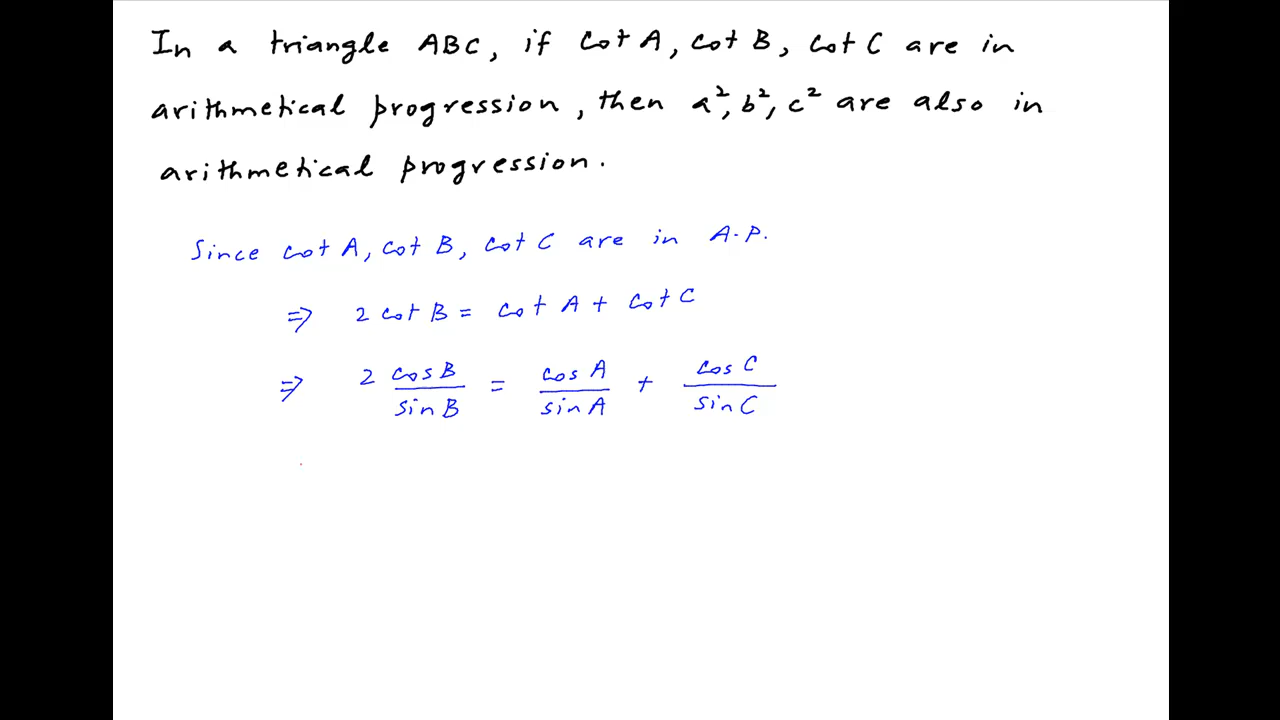 In a triangle ABC, if cot A, cot B, cot C are in
arithmetical progression, then a², b², c² are also in
arithmetical progression.
Since cot A, cot B, cot C are in A.P.
⇒ 2 cot B = cot A + cot C
⇒ 2 cos B / sin B = cos A / sin A + cos C / sin C